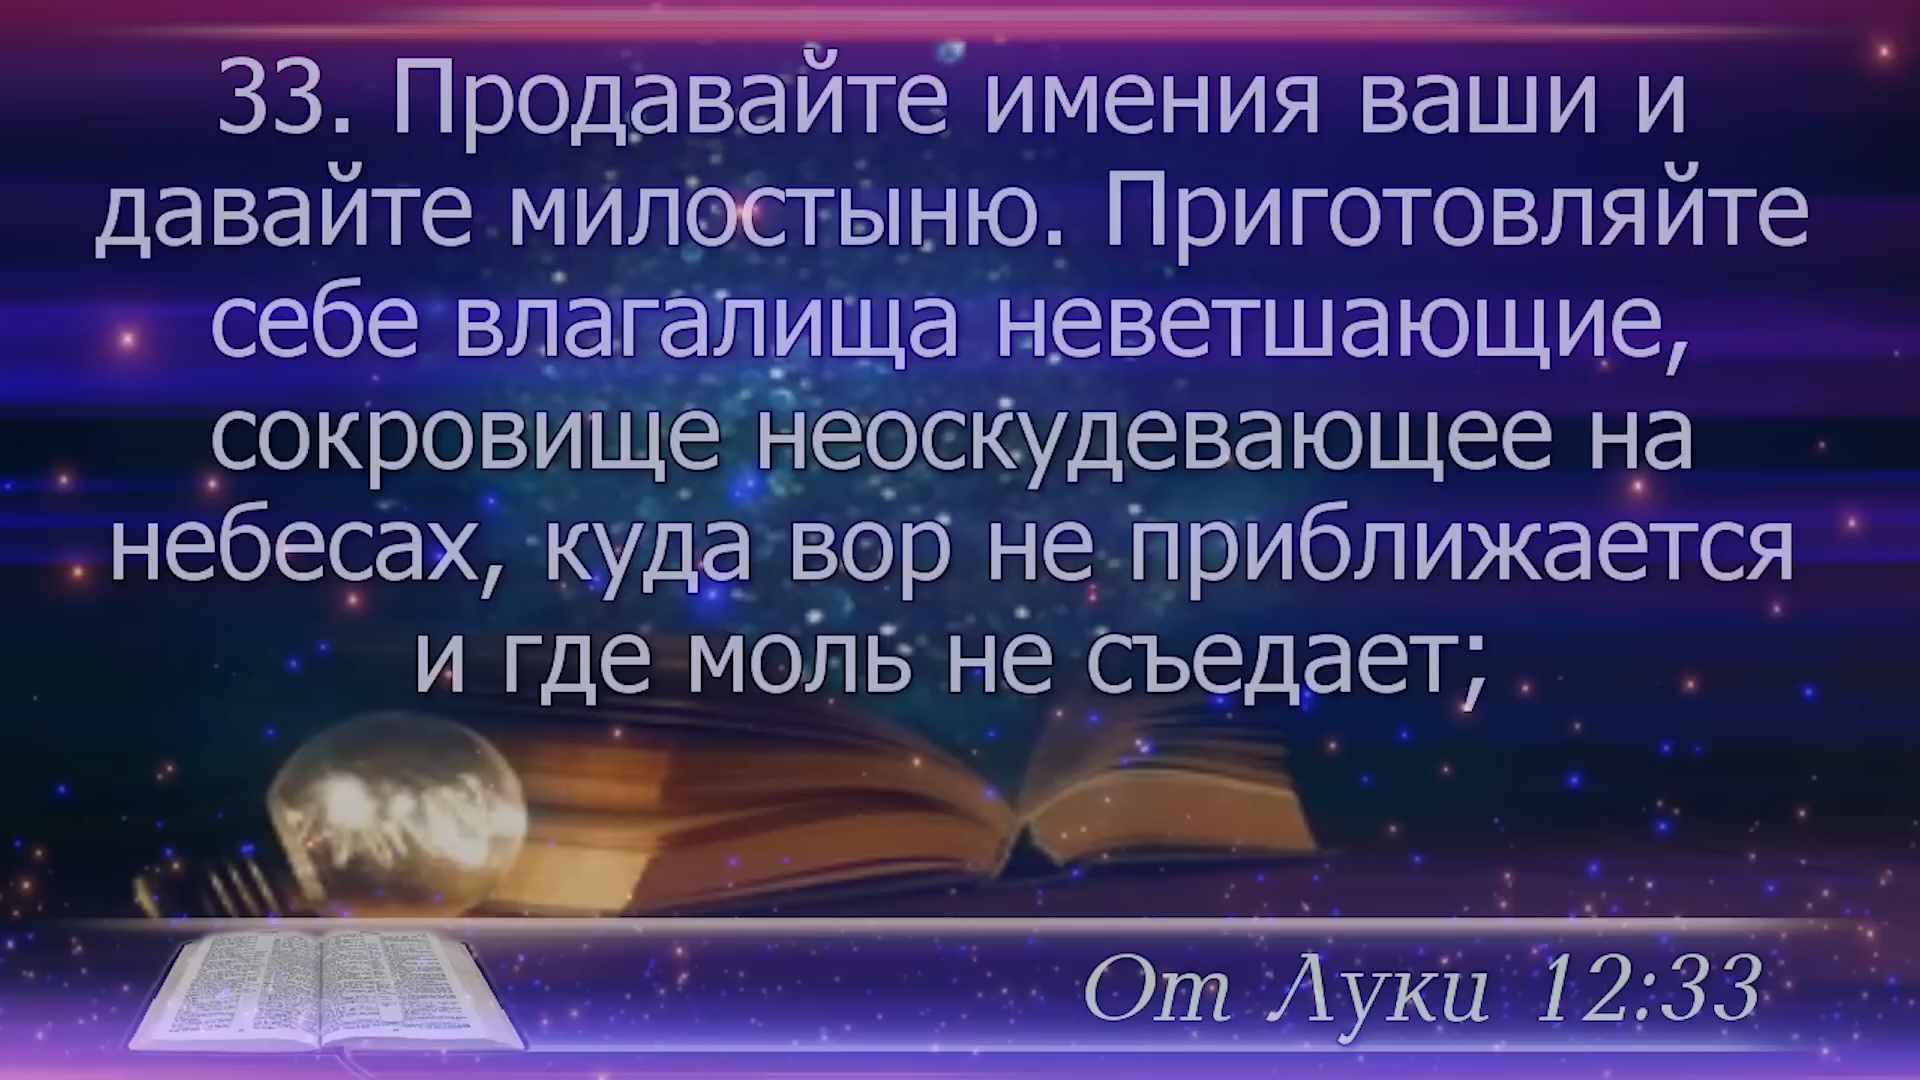 33. Продавайте имения ваши и
давайте милостыню. Приготовляйте
себе влагалища неветшающие,
сокровище неоскудевающее на
небесах, куда вор не приближается
и где моль не съедает;
От Луки 12:33